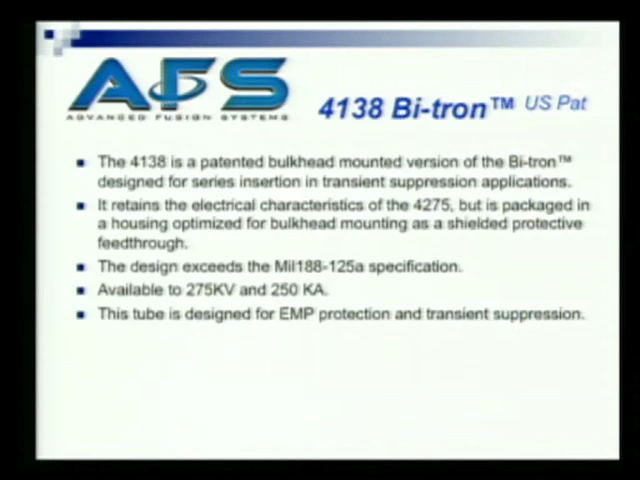 AFS
ADVANCED FUSION SYSTEMS
4138 Bi-tron™ US Pat
The 4138 is a patented bulkhead mounted version of the Bi-tron™
designed for series insertion in transient suppression applications.
It retains the electrical characteristics of the 4275, but is packaged in
a housing optimized for bulkhead mounting as a shielded protective
feedthrough.
The design exceeds the Mil188-125a specification.
Available to 275KV and 250 KA.
This tube is designed for EMP protection and transient suppression.